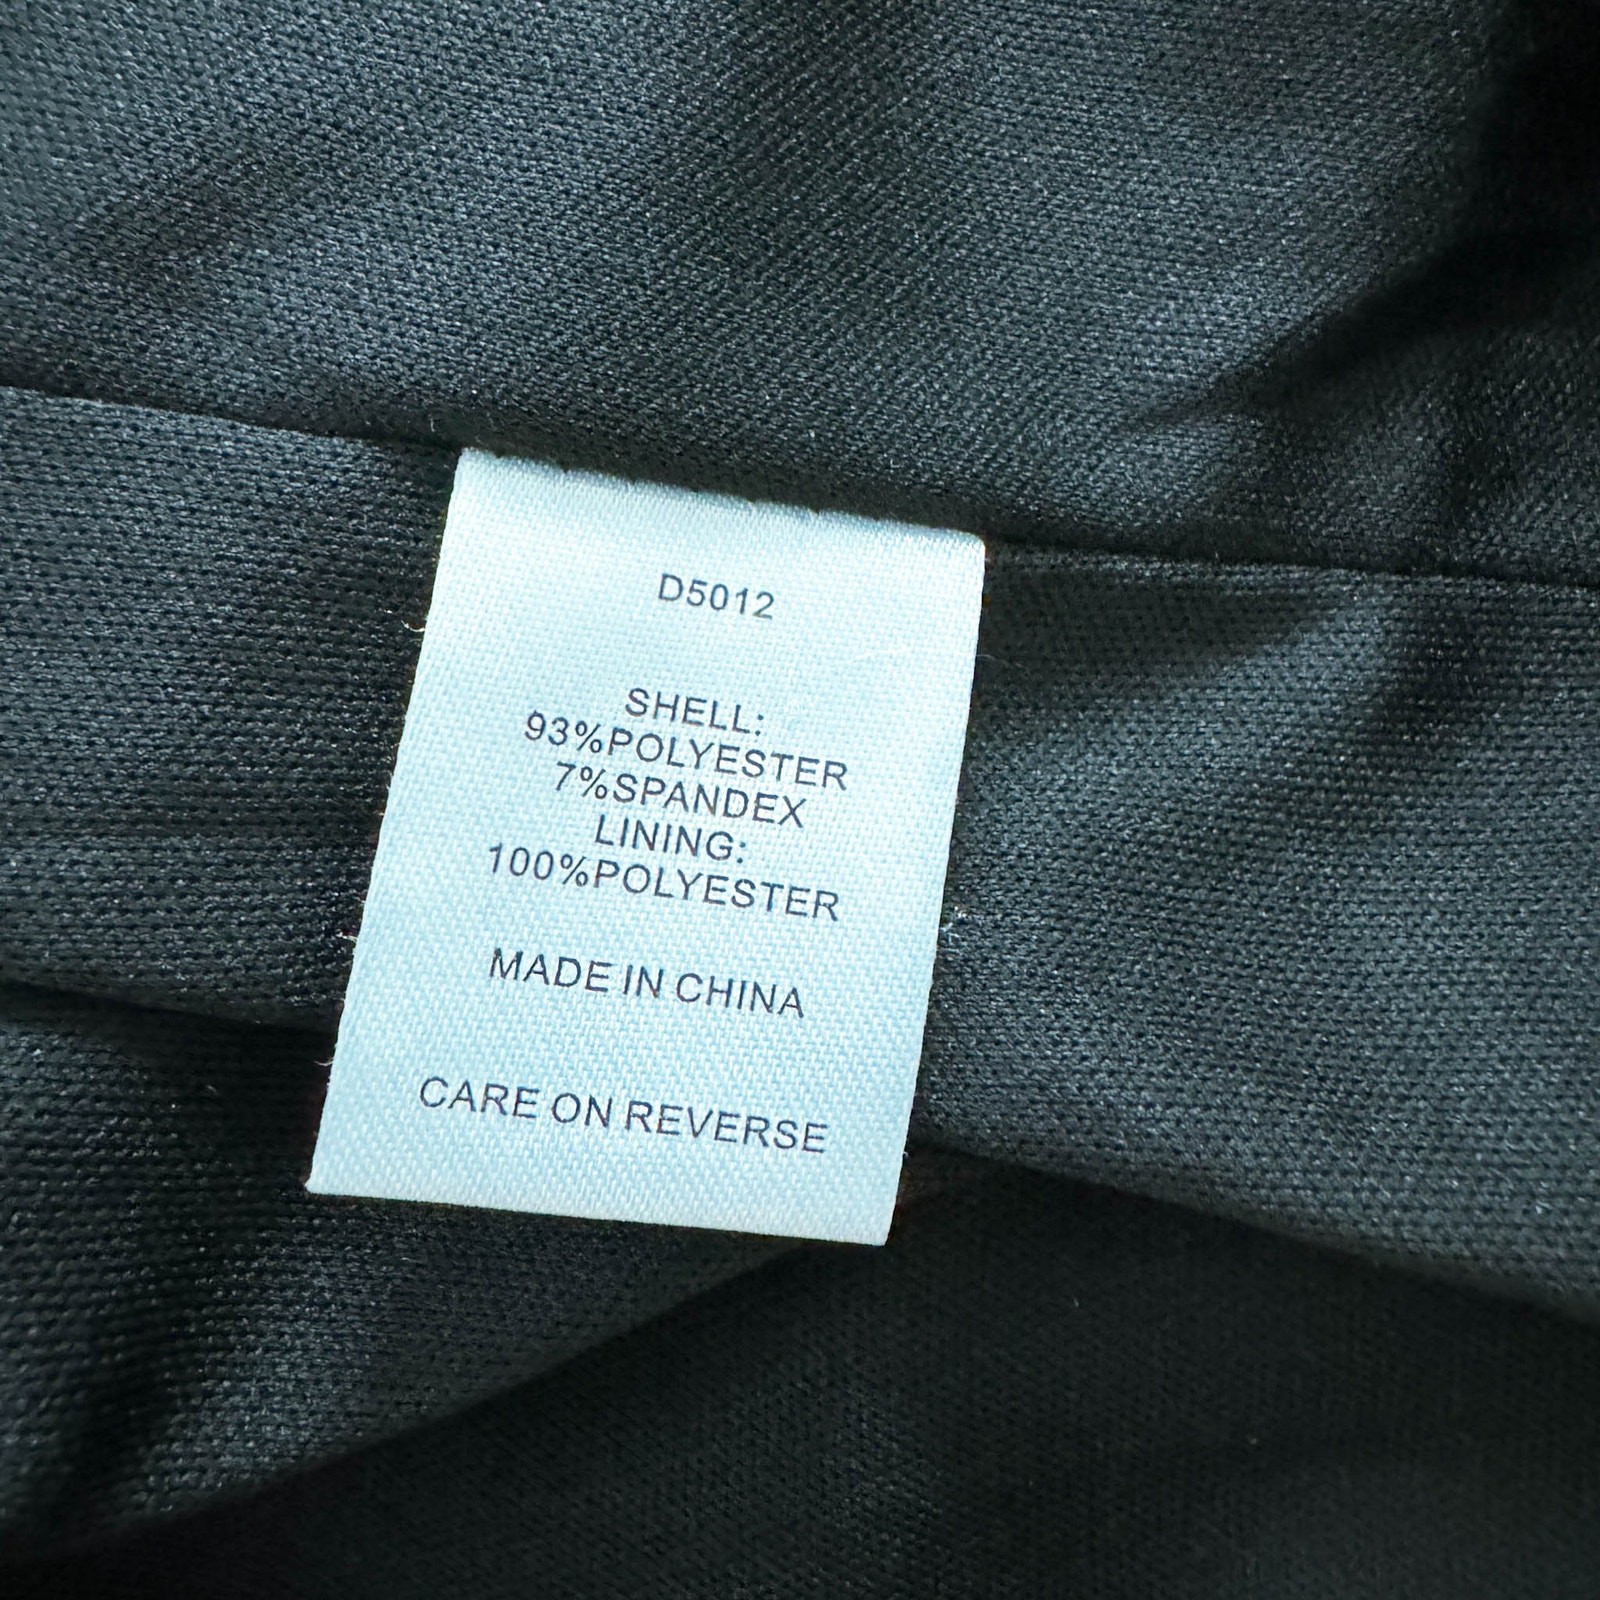 D5012
SHELL:
93%POLYESTER
7%SPANDEX
LINING:
100%POLYESTER
MADE IN CHINA
CARE ON REVERSE